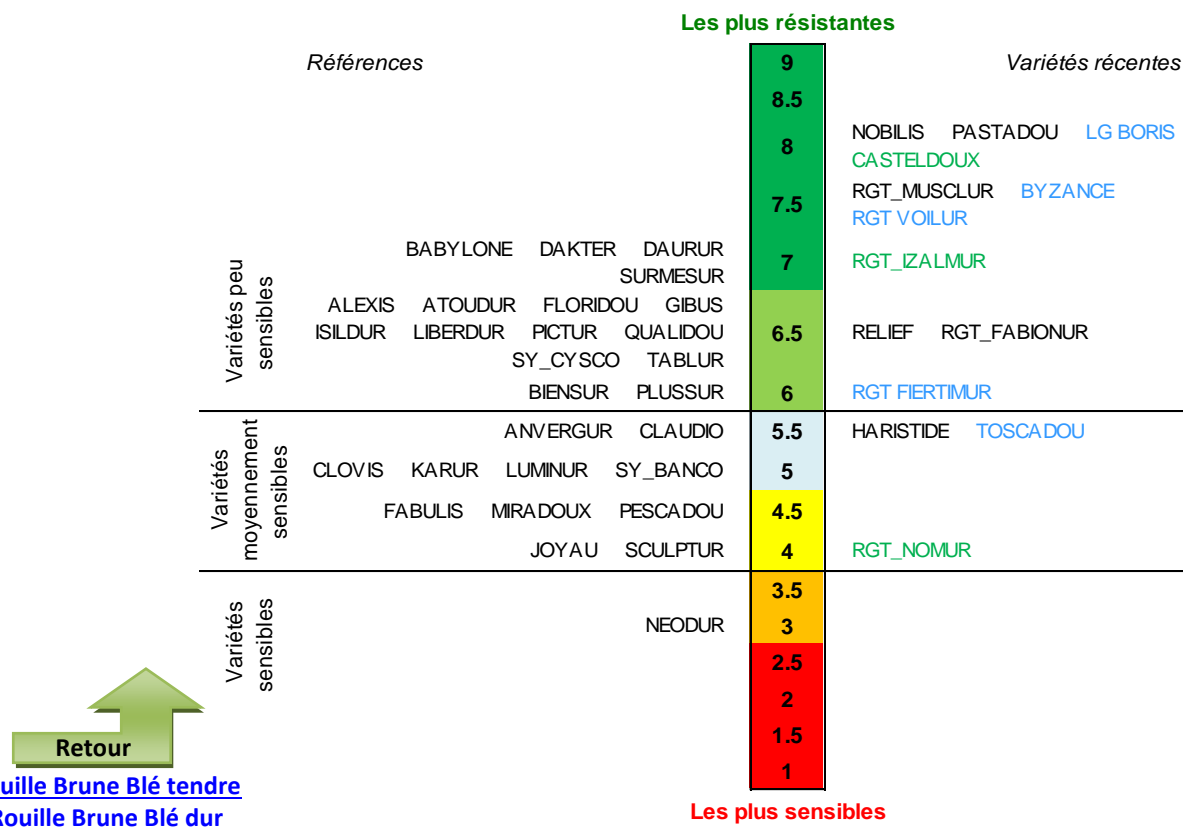 Les plus résistantes
Références 9 Variétés récentes
8.5
8 NOBILIS PASTADOU LG BORIS
CASTELDOUX
7.5 RGT_MUSCLUR BYZANCE
RGT VOILUR
Variétés peu
sensibles
BABYLONE DAKTER DAURUR
SURMESUR
7 RGT_IZALMUR
ALEXIS ATOUDUR FLORIDOU GIBUS
ISILDUR LIBERDUR PICTUR QUALIDOU
SY_CYSCO TABLUR
6.5 RELIEF RGT_FABIONUR
BIENSUR PLUSSUR 6 RGT FIERTIMUR
Variétés
moyennement
sensibles
ANVERGUR CLAUDIO 5.5 HARISTIDE TOSCADOU
CLOVIS KARUR LUMINUR SY_BANCO 5
FABULIS MIRADOUX PESCADOU 4.5
JOYAU SCULPTUR 4 RGT_NOMUR
Variétés
sensibles
3.5
NEODUR 3
2.5
2
1.5
1
Les plus sensibles
Retour
uille Brune Blé tendre
Rouille Brune Blé dur